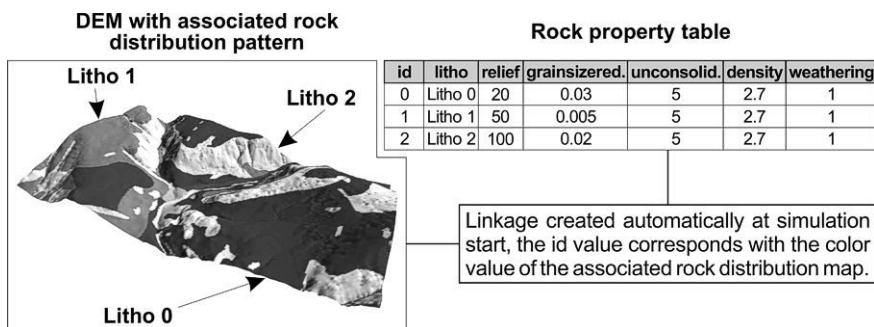 DEM with associated rock
distribution pattern
Litho 1
Litho 2
Litho 0
Rock property table
id litho relief grainsizered. unconsolid. density weathering
0 Litho 0 20 0.03 5 2.7 1
1 Litho 1 50 0.005 5 2.7 1
2 Litho 2 100 0.02 5 2.7 1
Linkage created automatically at simulation
start, the id value corresponds with the color
value of the associated rock distribution map.